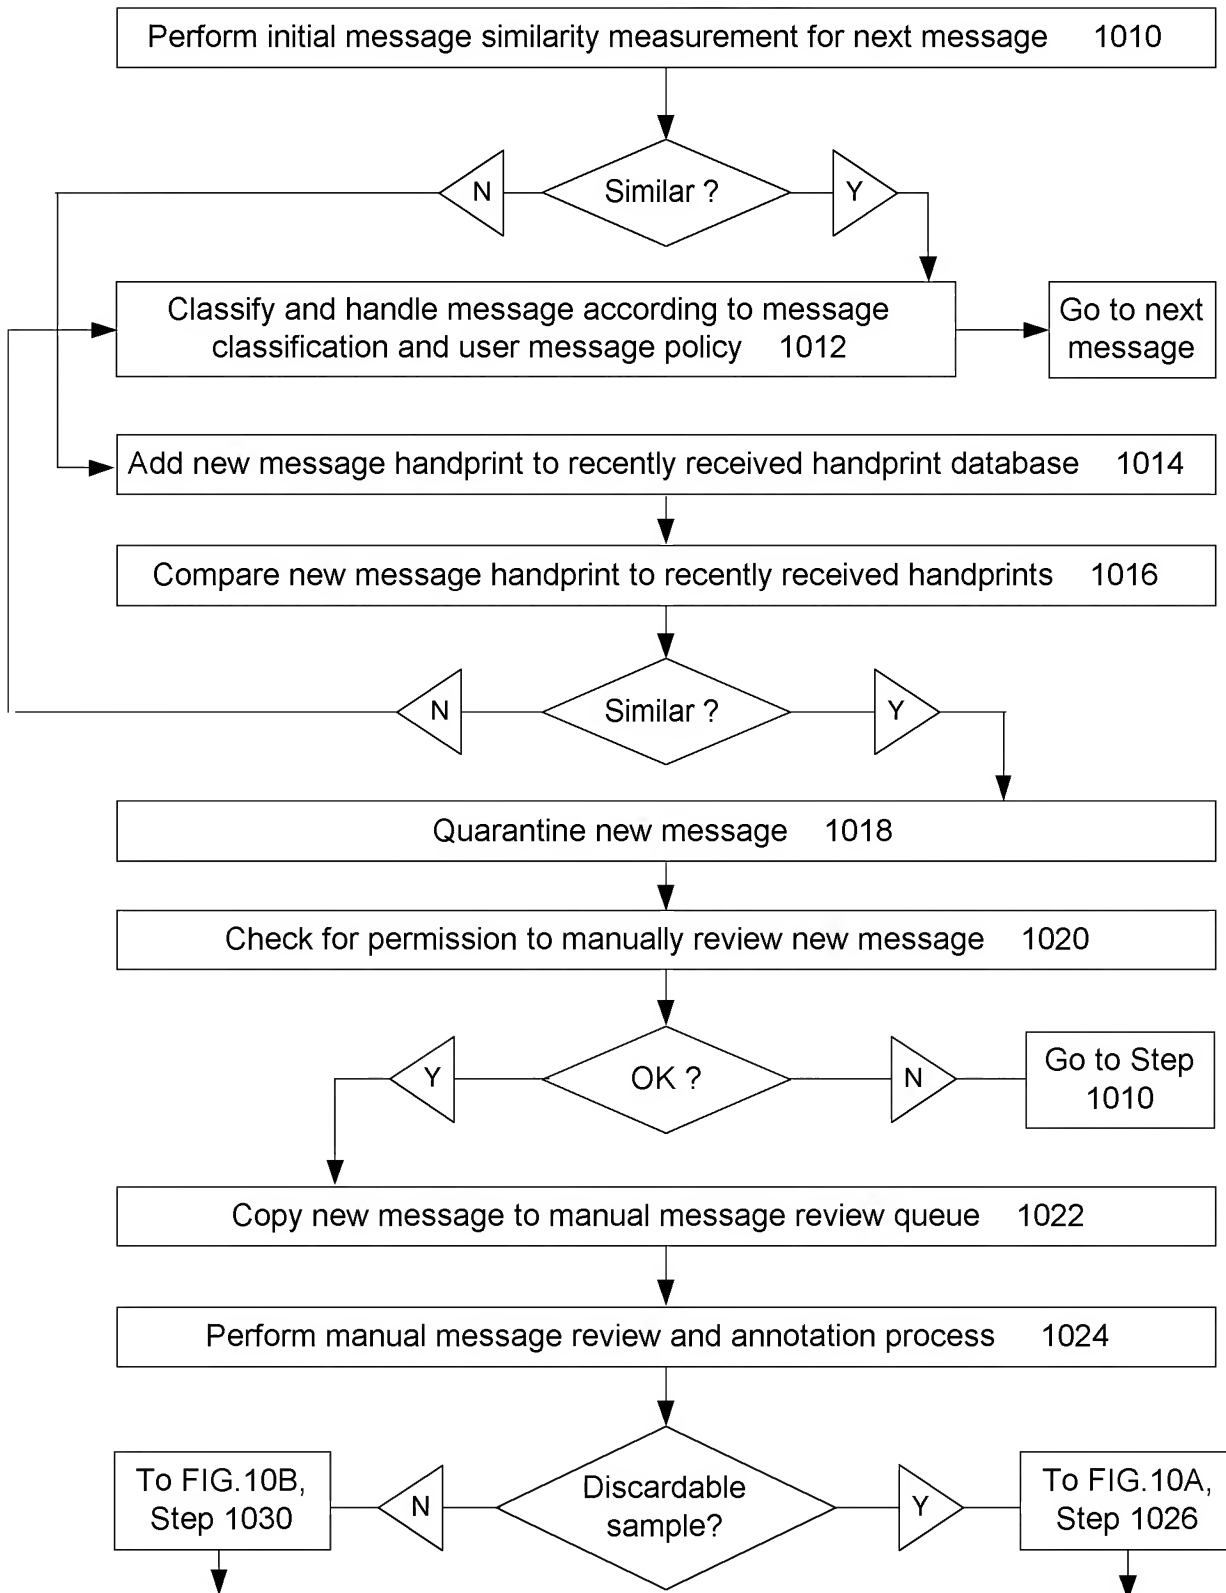 Perform initial message similarity measurement for next message 1010
N
Similar ?
Y
Classify and handle message according to message
classification and user message policy 1012
Go to next
message
Add new message handprint to recently received handprint database 1014
Compare new message handprint to recently received handprints 1016
N
Similar ?
Y
Quarantine new message 1018
Check for permission to manually review new message 1020
Y
OK ?
N
Go to Step
1010
Copy new message to manual message review queue 1022
Perform manual message review and annotation process 1024
To FIG.10B,
Step 1030
N
Discardable
sample?
Y
To FIG.10A,
Step 1026